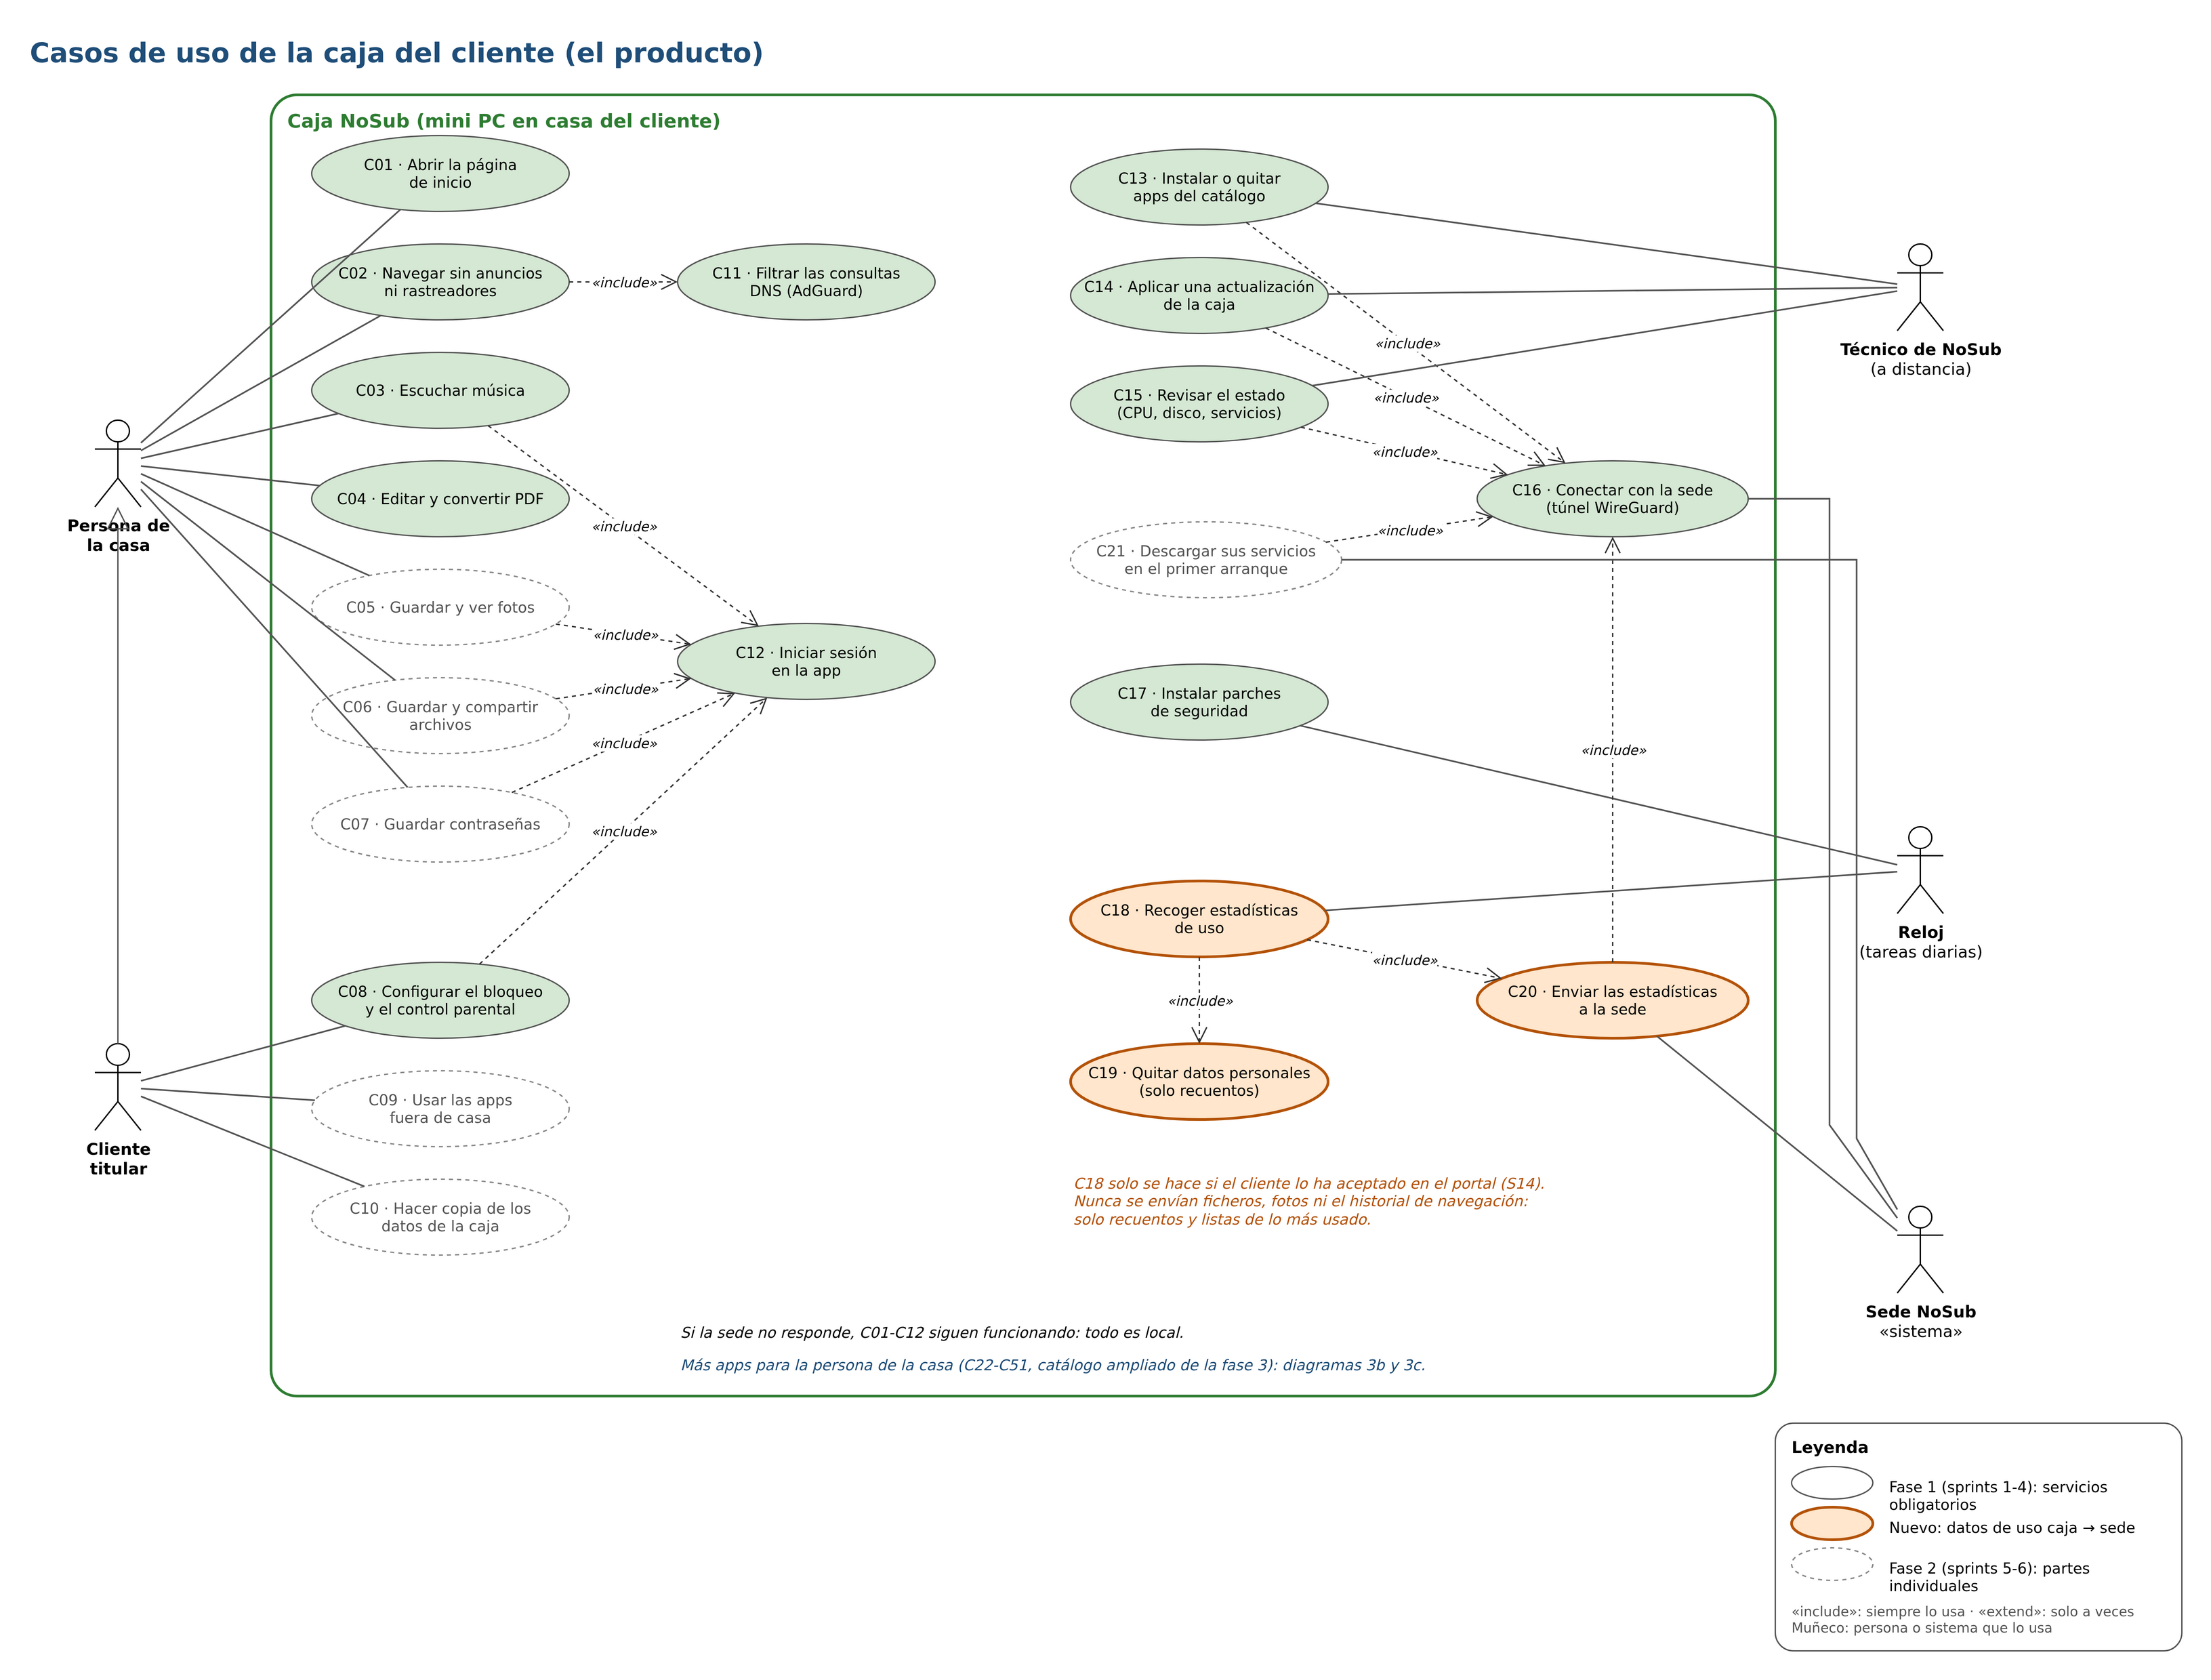 Casos de uso de la caja del cliente (el producto)
Caja NoSub (mini PC en casa del cliente)
C01 · Abrir la página
de inicio
C02 · Navegar sin anuncios
ni rastreadores
«include»
C11 · Filtrar las consultas
DNS (AdGuard)
C03 · Escuchar música
C04 · Editar y convertir PDF
«include»
Persona de
la casa
C05 · Guardar y ver fotos
«include»
C12 · Iniciar sesión
en la app
C06 · Guardar y compartir
archivos
«include»
«include»
C07 · Guardar contraseñas
«include»
C08 · Configurar el bloqueo
y el control parental
C09 · Usar las apps
fuera de casa
Cliente
titular
C10 · Hacer copia de los
datos de la caja
C13 · Instalar o quitar
apps del catálogo
C14 · Aplicar una actualización
de la caja
«include»
Técnico de NoSub
(a distancia)
C15 · Revisar el estado
(CPU, disco, servicios)
«include»
«include»
C16 · Conectar con la sede
(túnel WireGuard)
«include»
C21 · Descargar sus servicios
en el primer arranque
C17 · Instalar parches
de seguridad
«include»
C18 · Recoger estadísticas
de uso
Reloj
(tareas diarias)
«include»
«include»
C20 · Enviar las estadísticas
a la sede
C19 · Quitar datos personales
(solo recuentos)
C18 solo se hace si el cliente lo ha aceptado en el portal (S14).
Nunca se envían ficheros, fotos ni el historial de navegación:
solo recuentos y listas de lo más usado.
Sede NoSub
«sistema»
Si la sede no responde, C01-C12 siguen funcionando: todo es local.
Más apps para la persona de la casa (C22-C51, catálogo ampliado de la fase 3): diagramas 3b y 3c.
Leyenda
Fase 1 (sprints 1-4): servicios
obligatorios
Nuevo: datos de uso caja → sede
Fase 2 (sprints 5-6): partes
individuales
«include»: siempre lo usa · «extend»: solo a veces
Muñeco: persona o sistema que lo usa